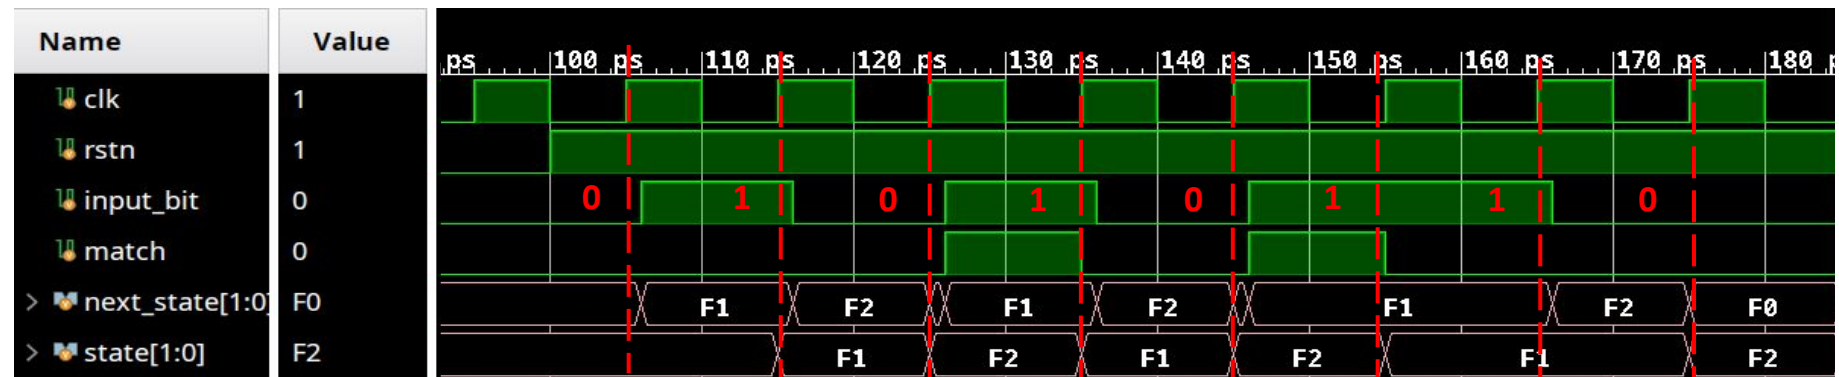 Name Value
ps 100 ps 110 ps 120 ps 130 ps 140 ps 150 ps 160 ps 170 ps 180 p
clk 1
rstn 1
input_bit 0 0 1 0 1 0 1 1 0
match 0
> next_state[1:0] F0 F1 F2 F1 F2 F1 F2 F0
> state[1:0] F2 F1 F2 F1 F2 F1 F2